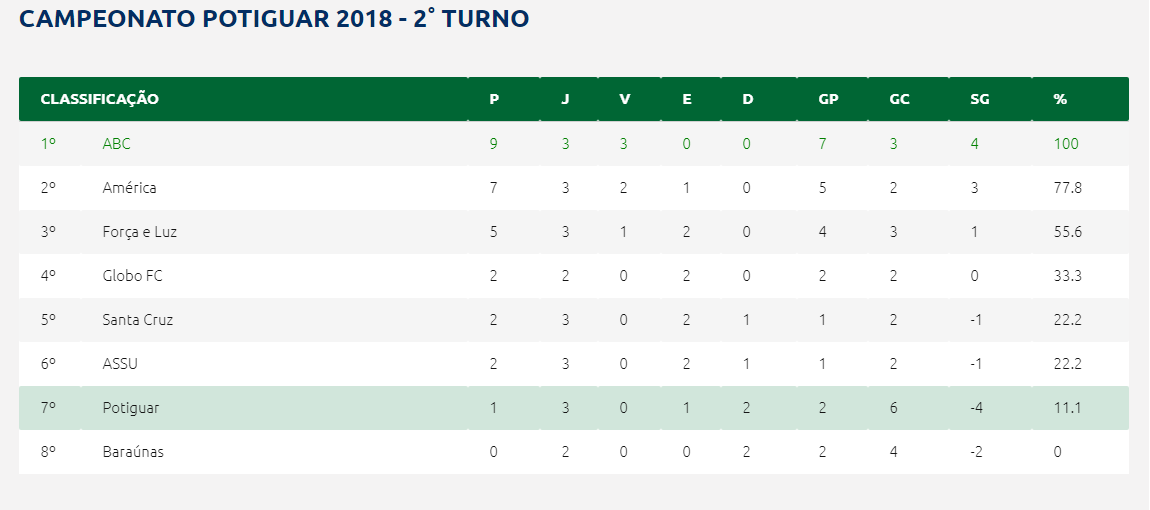 CAMPEONATO POTIGUAR 2018 - 2° TURNO
CLASSIFICAÇÃO P J V E D GP GC SG %
1º ABC 9 3 3 0 0 7 3 4 100
2º América 7 3 2 1 0 5 2 3 77.8
3º Força e Luz 5 3 1 2 0 4 3 1 55.6
4º Globo FC 2 2 0 2 0 2 2 0 33.3
5º Santa Cruz 2 3 0 2 1 1 2 -1 22.2
6º ASSU 2 3 0 2 1 1 2 -1 22.2
7º Potiguar 1 3 0 1 2 2 6 -4 11.1
8º Baraúnas 0 2 0 0 2 2 4 -2 0